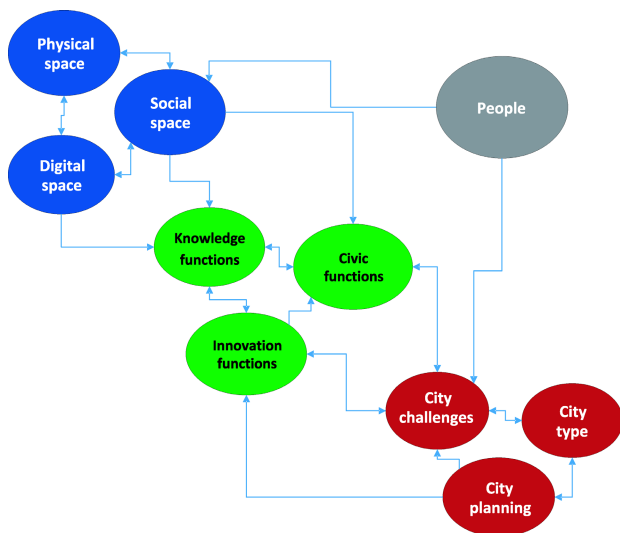 Physical
space
Social
space
People
Digital
space
Knowledge
functions
Civic
functions
Innovation
functions
City
challenges
City
type
City
planning